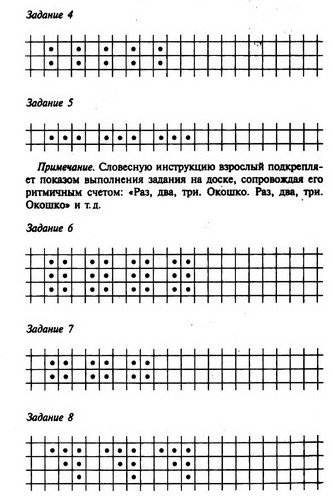 Задание 4
Задание 5
Примечание. Словесную инструкцию взрослый подкрепля-
ет показом выполнения задания на доске, сопровождая его
ритмичным счетом: «Раз, два, три. Окошко. Раз, два, три.
Окошко» и т.д.
Задание 6
Задание 7
Задание 8